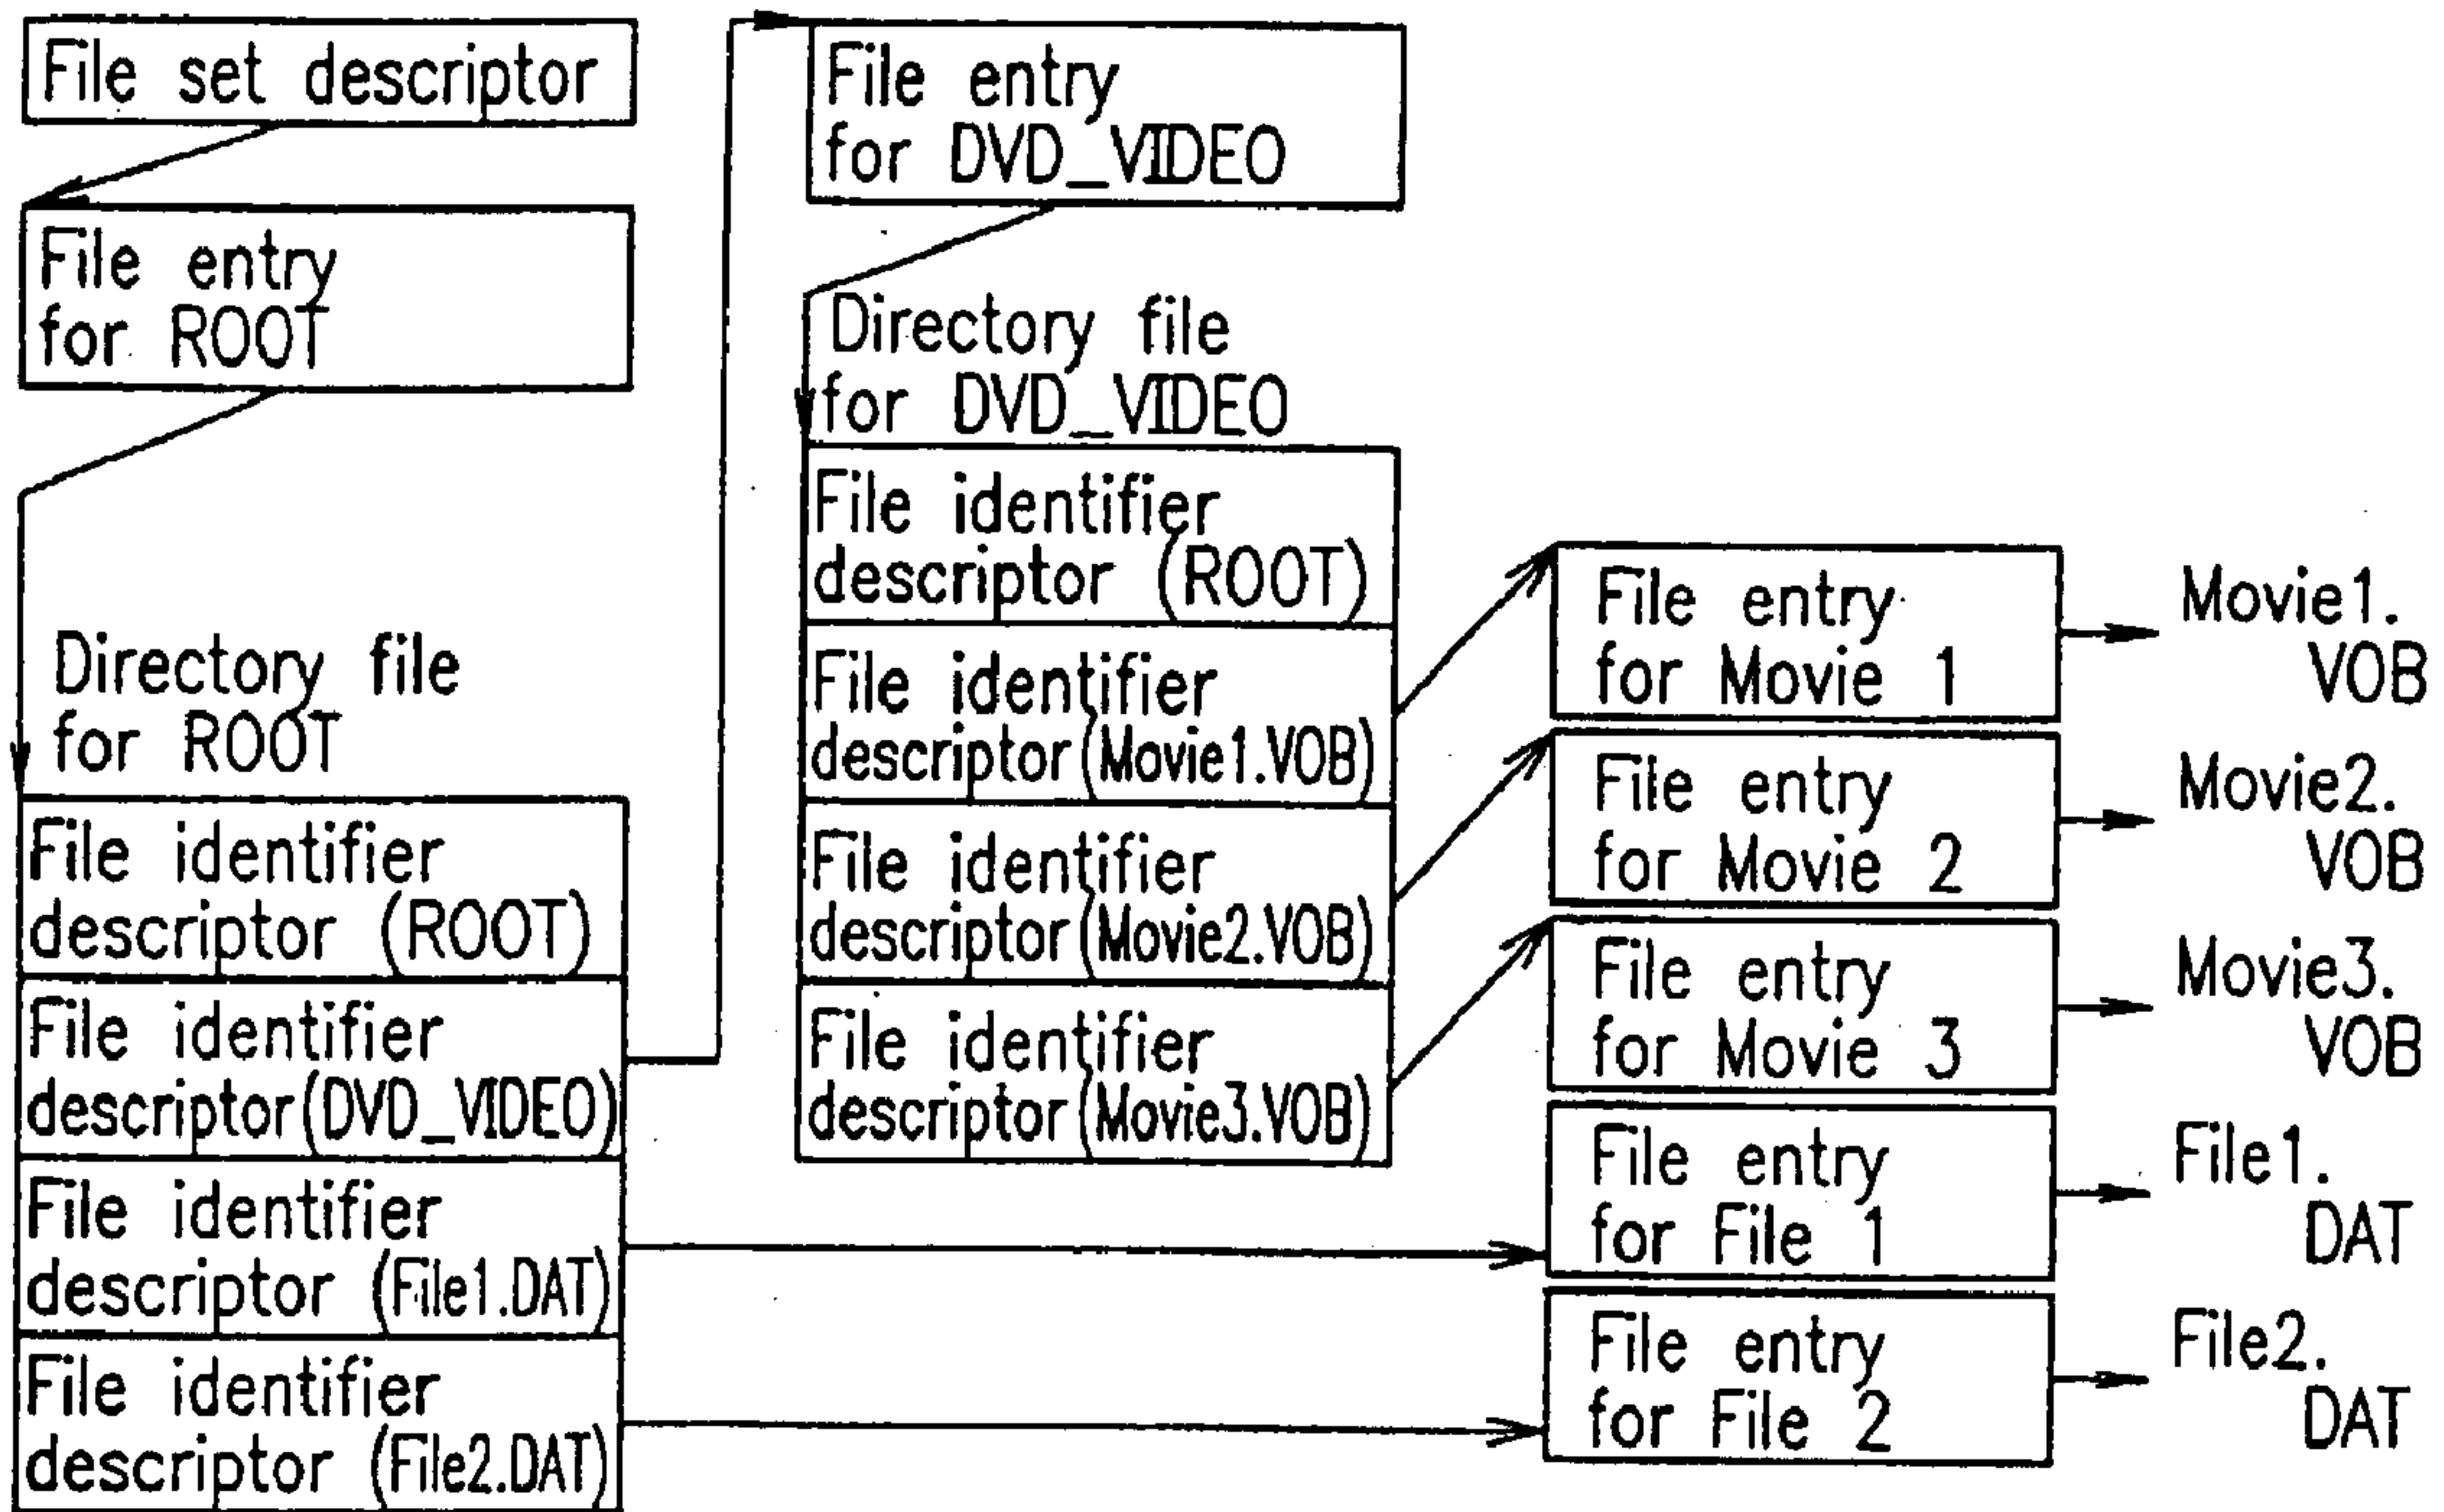 File set descriptor
File entry
for ROOT
Directory file
for ROOT
File identifier
descriptor (ROOT)
File identifier
descriptor(DVD_VIDEO)
File identifier
descriptor (File1.DAT)
File identifier
descriptor (File2.DAT)
File entry
for DVD_VIDEO
Directory file
for DVD_VIDEO
File identifier
descriptor (ROOT)
File identifier
descriptor(Movie1.VOB)
File identifier
descriptor(Movie2.VOB)
File identifier
descriptor(Movie3.VOB)
File entry
for Movie 1
Movie1.
VOB
File entry
for Movie 2
Movie2.
VOB
File entry
for Movie 3
Movie3.
VOB
File entry
for File 1
File1.
DAT
File entry
for File 2
File2.
DAT